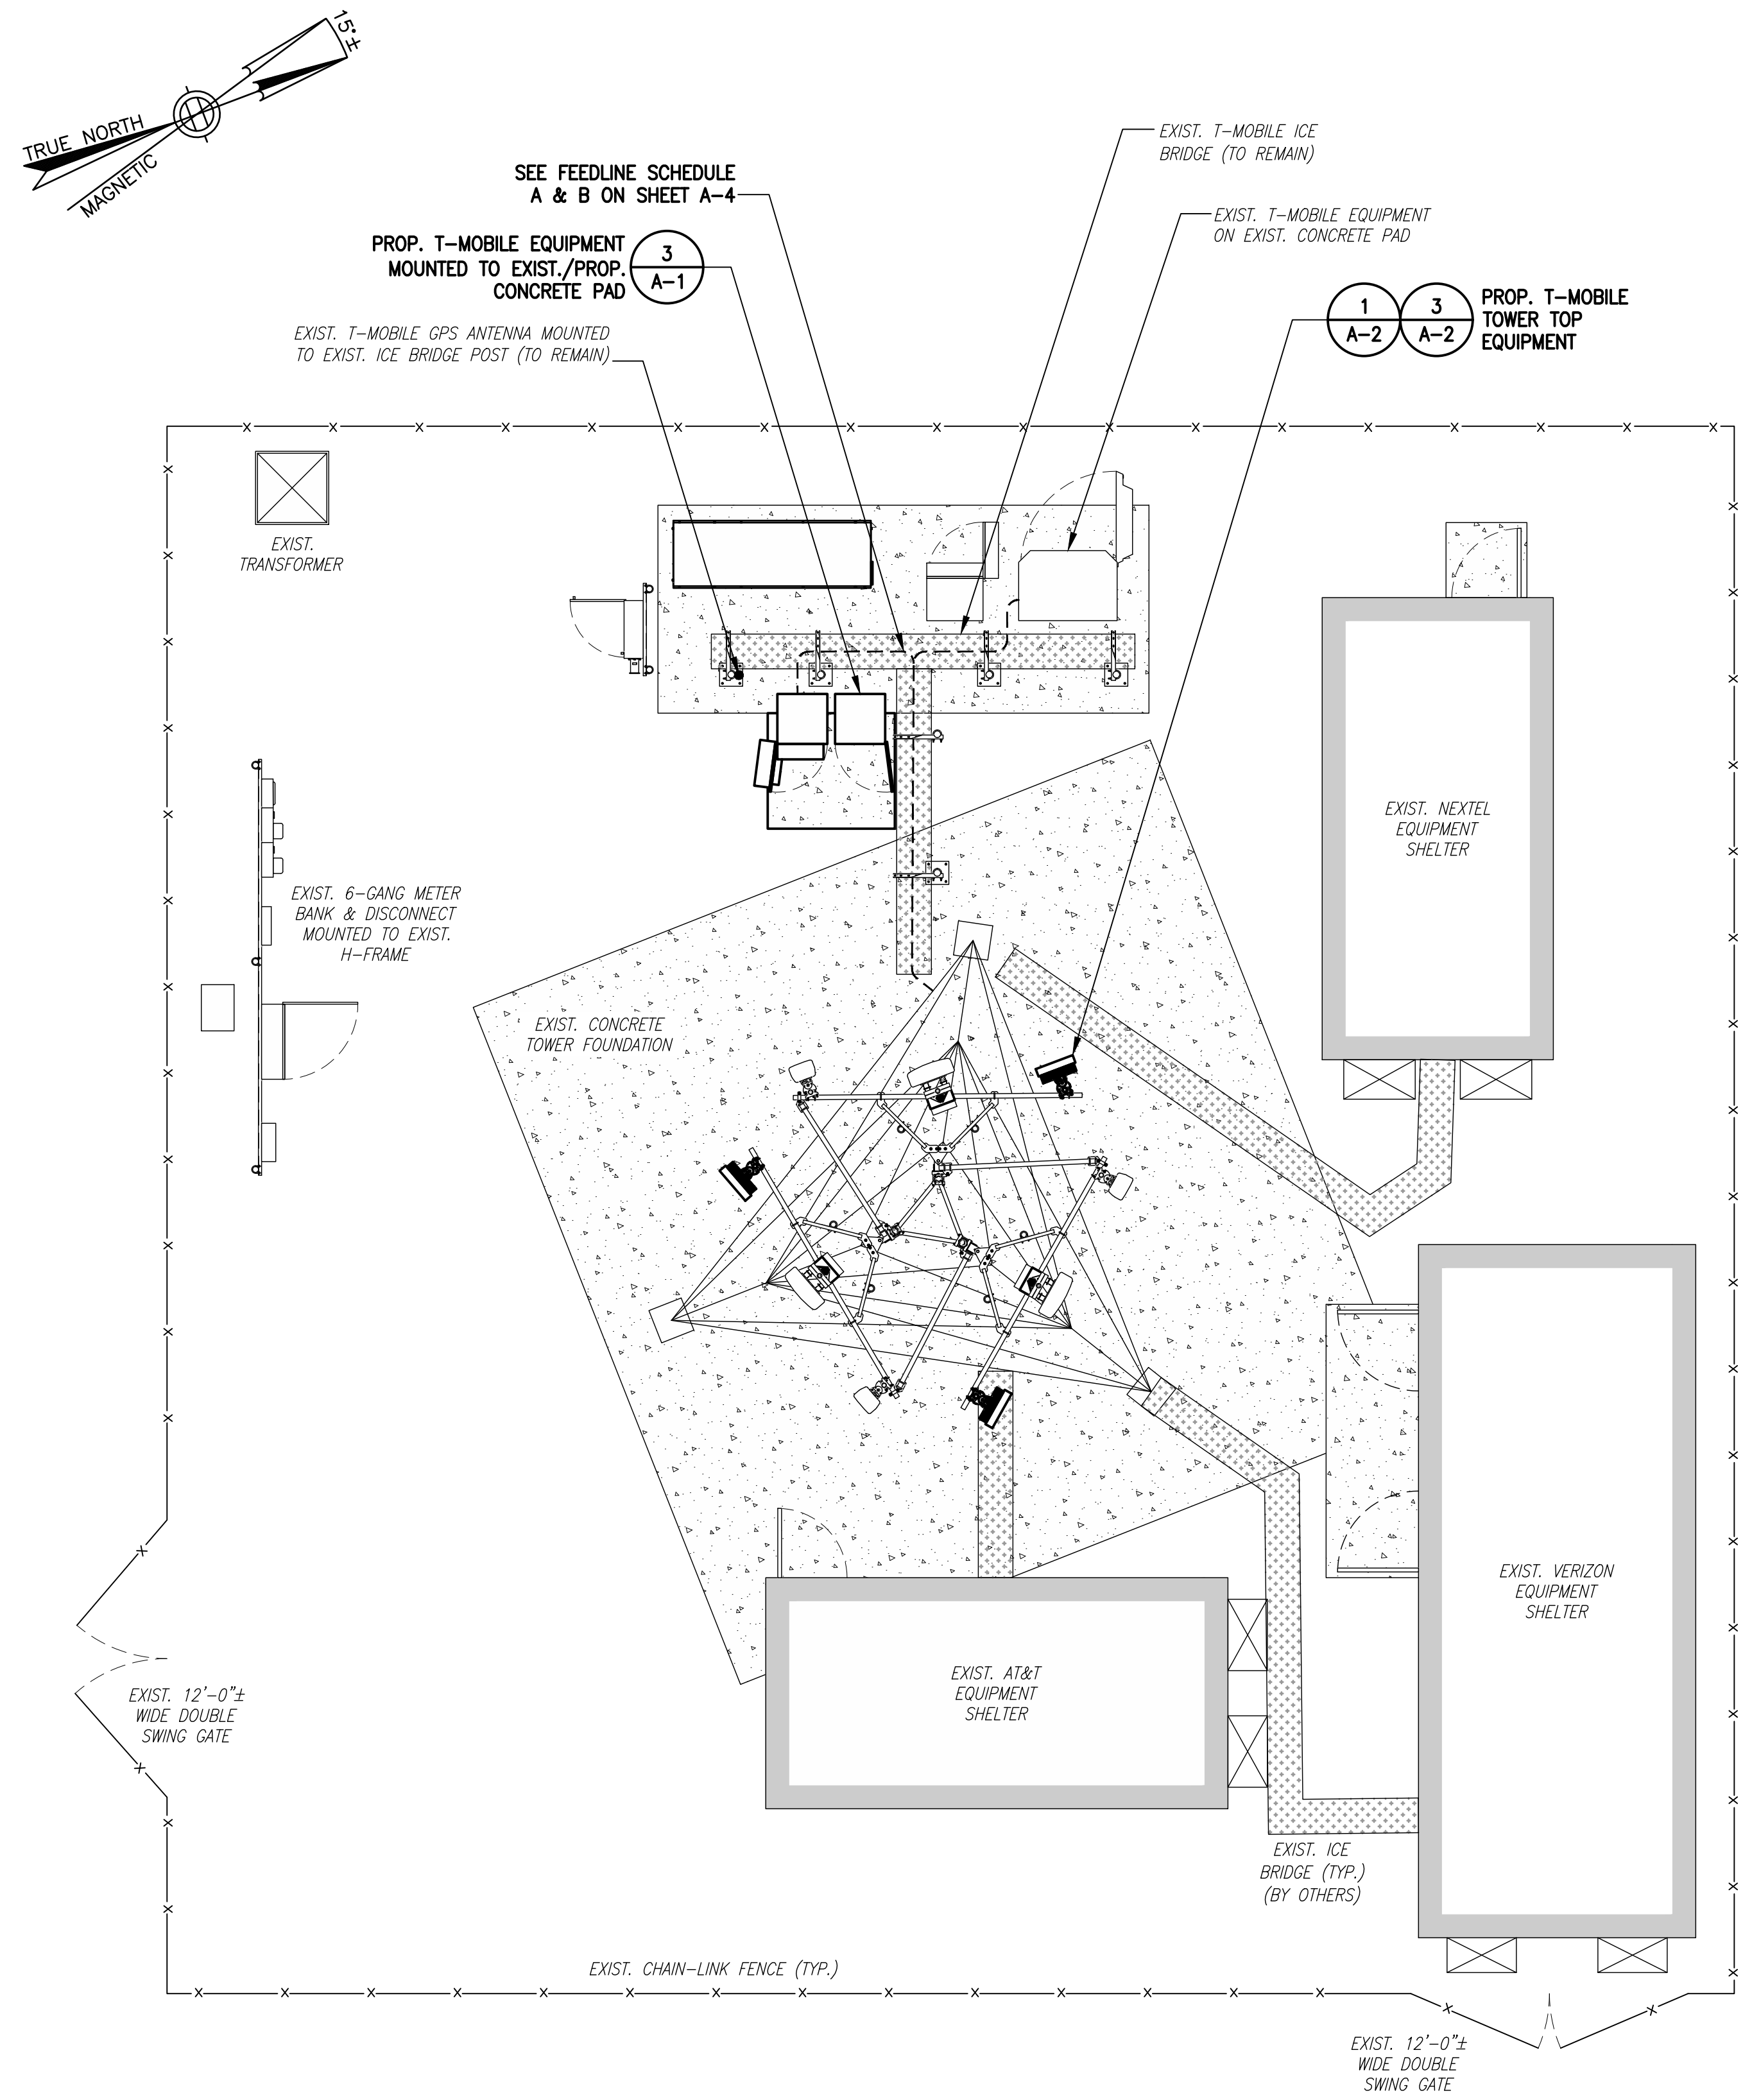 15°±
TRUE NORTH
MAGNETIC
EXIST. T-MOBILE ICE
BRIDGE (TO REMAIN)
SEE FEEDLINE SCHEDULE
A & B ON SHEET A-4
EXIST. T-MOBILE EQUIPMENT
ON EXIST. CONCRETE PAD
PROP. T-MOBILE EQUIPMENT
MOUNTED TO EXIST./PROP.
CONCRETE PAD
3
A-1
1
A-2
3
A-2
PROP. T-MOBILE
TOWER TOP
EQUIPMENT
EXIST. T-MOBILE GPS ANTENNA MOUNTED
TO EXIST. ICE BRIDGE POST (TO REMAIN)
EXIST.
TRANSFORMER
EXIST. NEXTEL
EQUIPMENT
SHELTER
EXIST. 6-GANG METER
BANK & DISCONNECT
MOUNTED TO EXIST.
H-FRAME
EXIST. CONCRETE
TOWER FOUNDATION
EXIST. VERIZON
EQUIPMENT
SHELTER
EXIST. AT&T
EQUIPMENT
SHELTER
EXIST. 12'-0"±
WIDE DOUBLE
SWING GATE
EXIST. ICE
BRIDGE (TYP.)
(BY OTHERS)
EXIST. CHAIN-LINK FENCE (TYP.)
EXIST. 12'-0"±
WIDE DOUBLE
SWING GATE